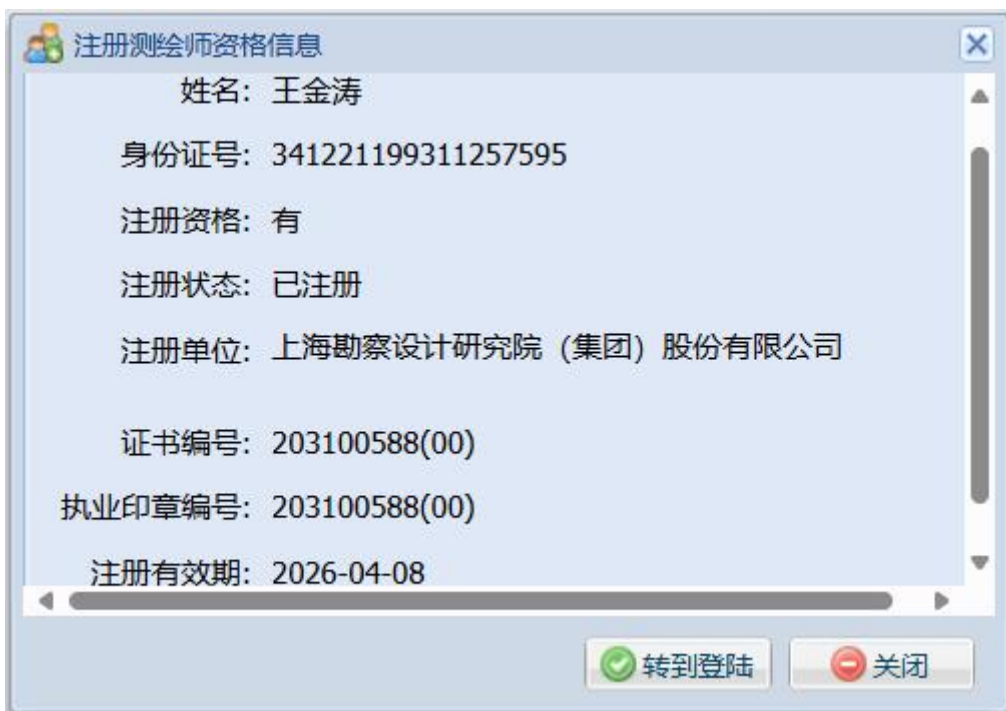 注册测绘师资格信息
姓名: 王金涛
身份证号: 341221199311257595
注册资格: 有
注册状态: 已注册
注册单位: 上海勘察设计研究院 (集团) 股份有限公司
证书编号: 203100588(00)
执业印章编号: 203100588(00)
注册有效期: 2026-04-08
转到登陆 关闭